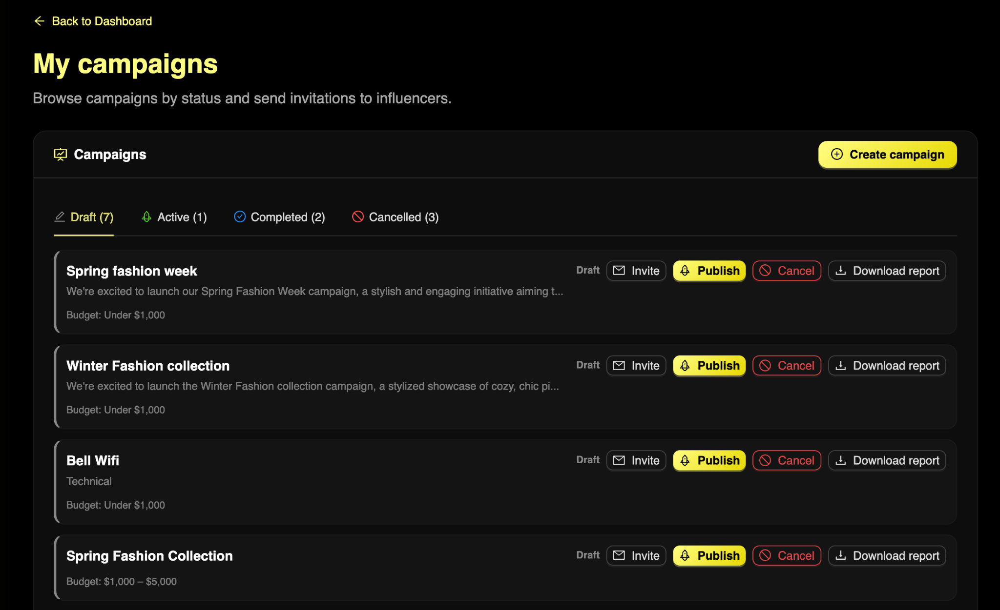 Back to Dashboard
My campaigns
Browse campaigns by status and send invitations to influencers.
Campaigns
Create campaign
Draft (7) Active (1) Completed (2) Cancelled (3)
Spring fashion week Draft Invite Publish Cancel Download report
We're excited to launch our Spring Fashion Week campaign, a stylish and engaging initiative aiming t...
Budget: Under $1,000
Winter Fashion collection Draft Invite Publish Cancel Download report
We're excited to launch the Winter Fashion collection campaign, a stylized showcase of cozy, chic pi...
Budget: Under $1,000
Bell Wifi Draft Invite Publish Cancel Download report
Technical
Budget: Under $1,000
Spring Fashion Collection Draft Invite Publish Cancel Download report
Budget: $1,000 – $5,000